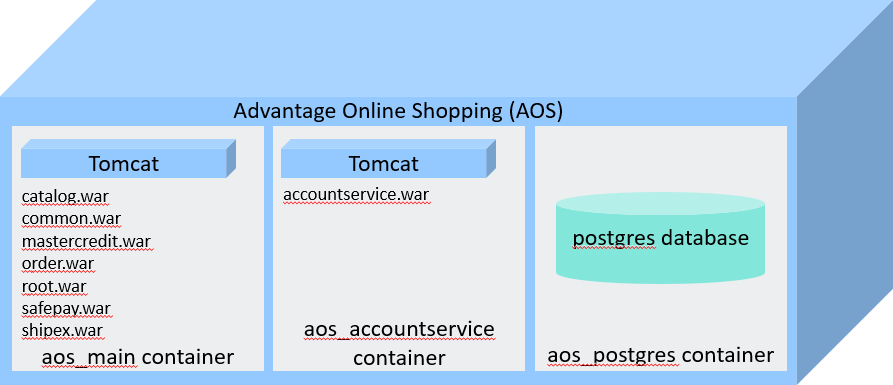 Advantage Online Shopping (AOS)
Tomcat
catalog.war
common.war
mastercredit.war
order.war
root.war
safepay.war
shipex.war
aos_main container
Tomcat
accountservice.war
aos_accountservice
container
postgres database
aos_postgres container